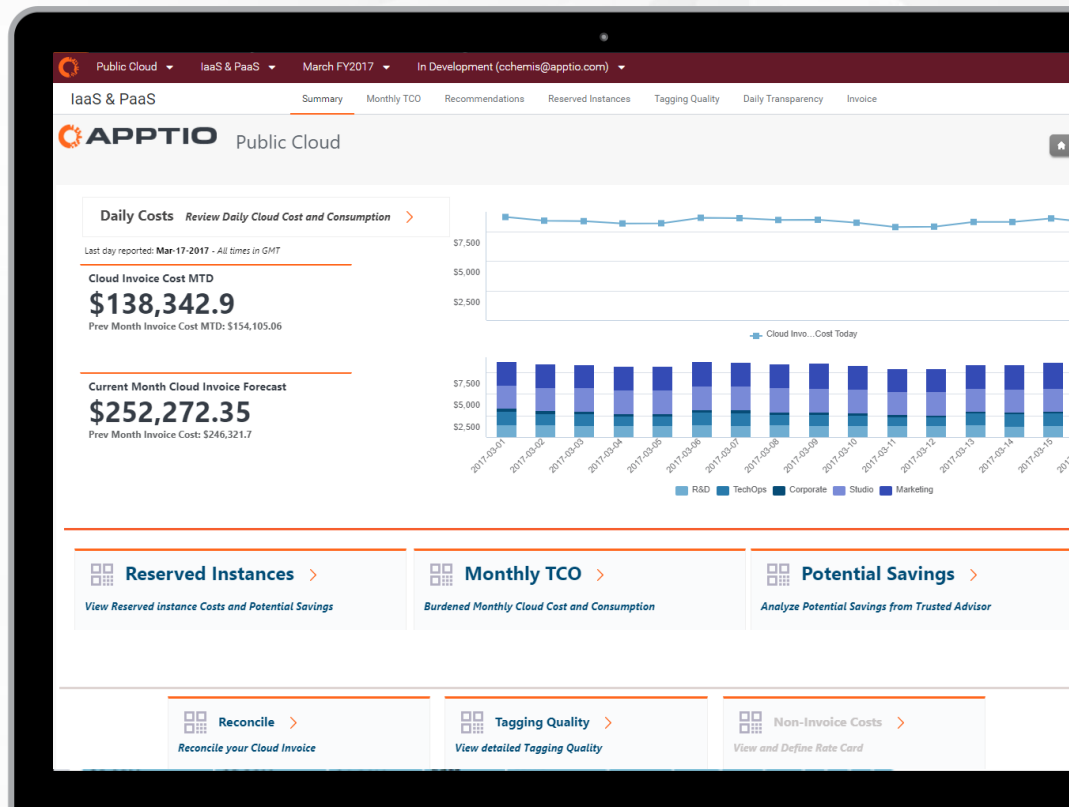 Public Cloud IaaS & PaaS March FY2017 In Development (cchemis@apptio.com)
IaaS & PaaS Summary Monthly TCO Recommendations Reserved Instances Tagging Quality Daily Transparency Invoice
APPTIO Public Cloud
Daily Costs Review Daily Cloud Cost and Consumption
Last day reported: Mar-17-2017 - All times in GMT
Cloud Invoice Cost MTD
$138,342.9
Prev Month Invoice Cost MTD: $154,105.06
Current Month Cloud Invoice Forecast
$252,272.35
Prev Month Invoice Cost: $246,321.7
$7,500
$5,000
$2,500
Cloud Invo...Cost Today
$7,500
$5,000
$2,500
2017-03-01 2017-03-02 2017-03-03 2017-03-04 2017-03-05 2017-03-06 2017-03-07 2017-03-08 2017-03-09 2017-03-10 2017-03-11 2017-03-12 2017-03-13 2017-03-14 2017-03-15
R&D TechOps Corporate Studio Marketing
Reserved Instances
View Reserved instance Costs and Potential Savings
Monthly TCO
Burdened Monthly Cloud Cost and Consumption
Potential Savings
Analyze Potential Savings from Trusted Advisor
Reconcile
Reconcile your Cloud Invoice
Tagging Quality
View detailed Tagging Quality
Non-Invoice Costs
View and Define Rate Card